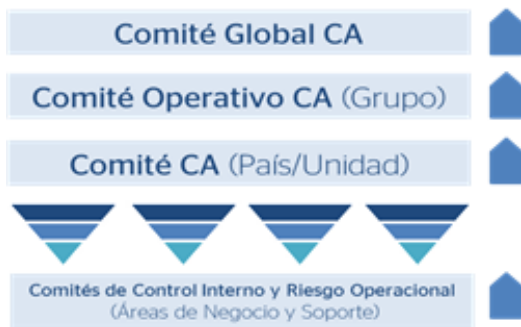 Comité Global CA
Comité Operativo CA (Grupo)
Comité CA (País/Unidad)
Comités de Control Interno y Riesgo Operacional
(Áreas de Negocio y Soporte)